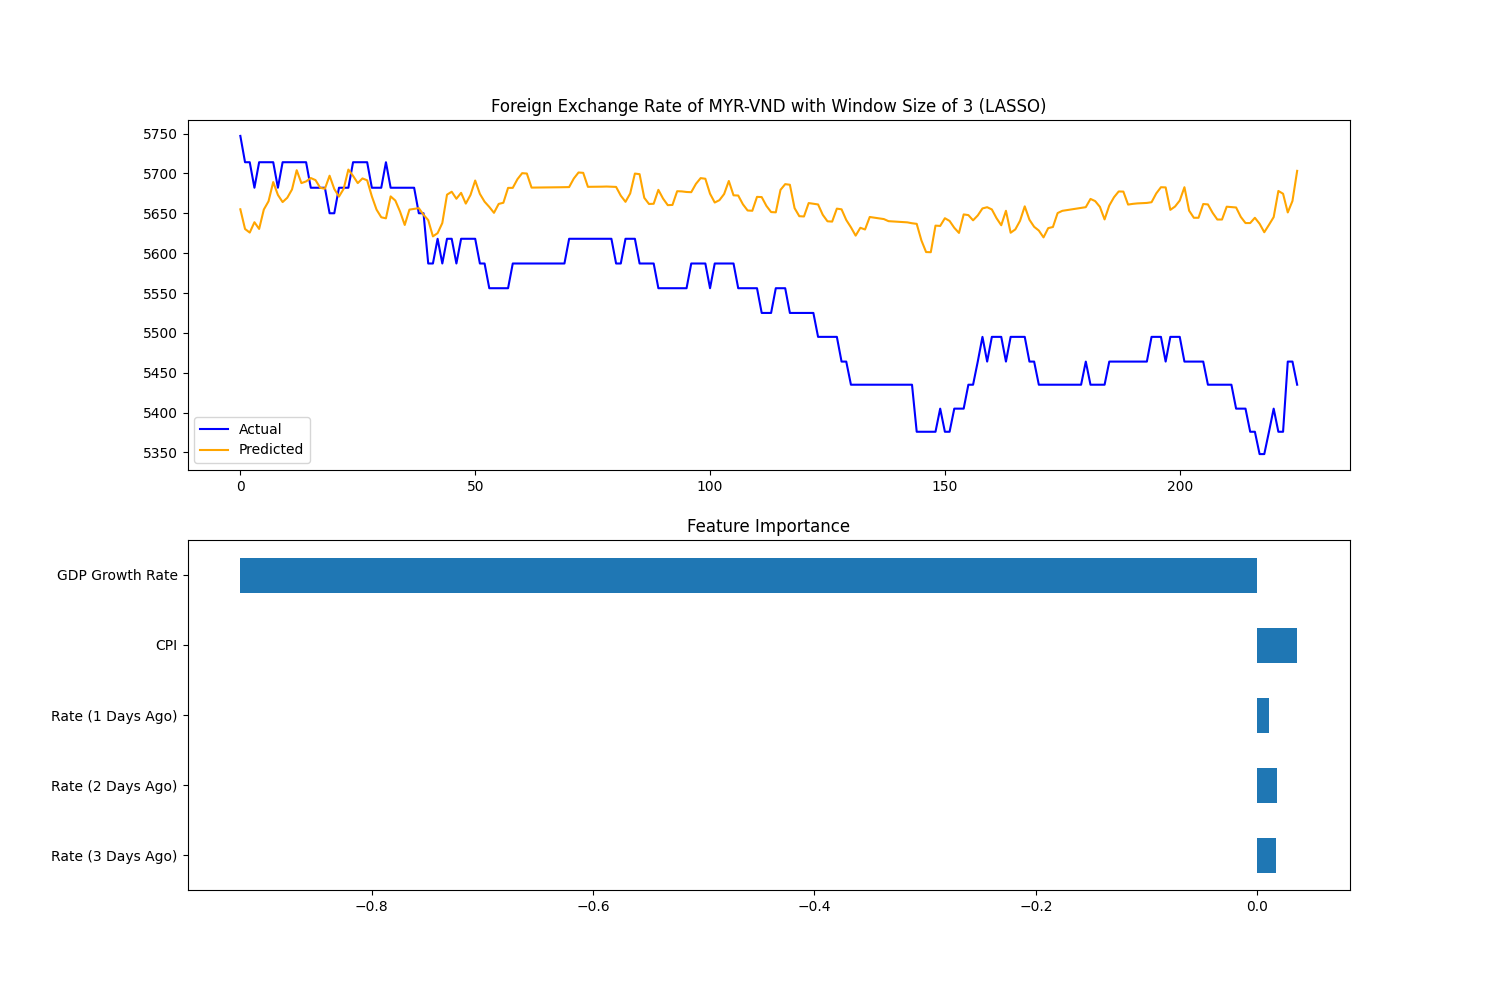 Foreign Exchange Rate of MYR-VND with Window Size of 3 (LASSO)
5750
5700
5650
5600
5550
5500
5450
5400
5350
Actual
Predicted
0 50 100 150 200
Feature Importance
GDP Growth Rate
CPI
Rate (1 Days Ago)
Rate (2 Days Ago)
Rate (3 Days Ago)
−0.8 −0.6 −0.4 −0.2 0.0